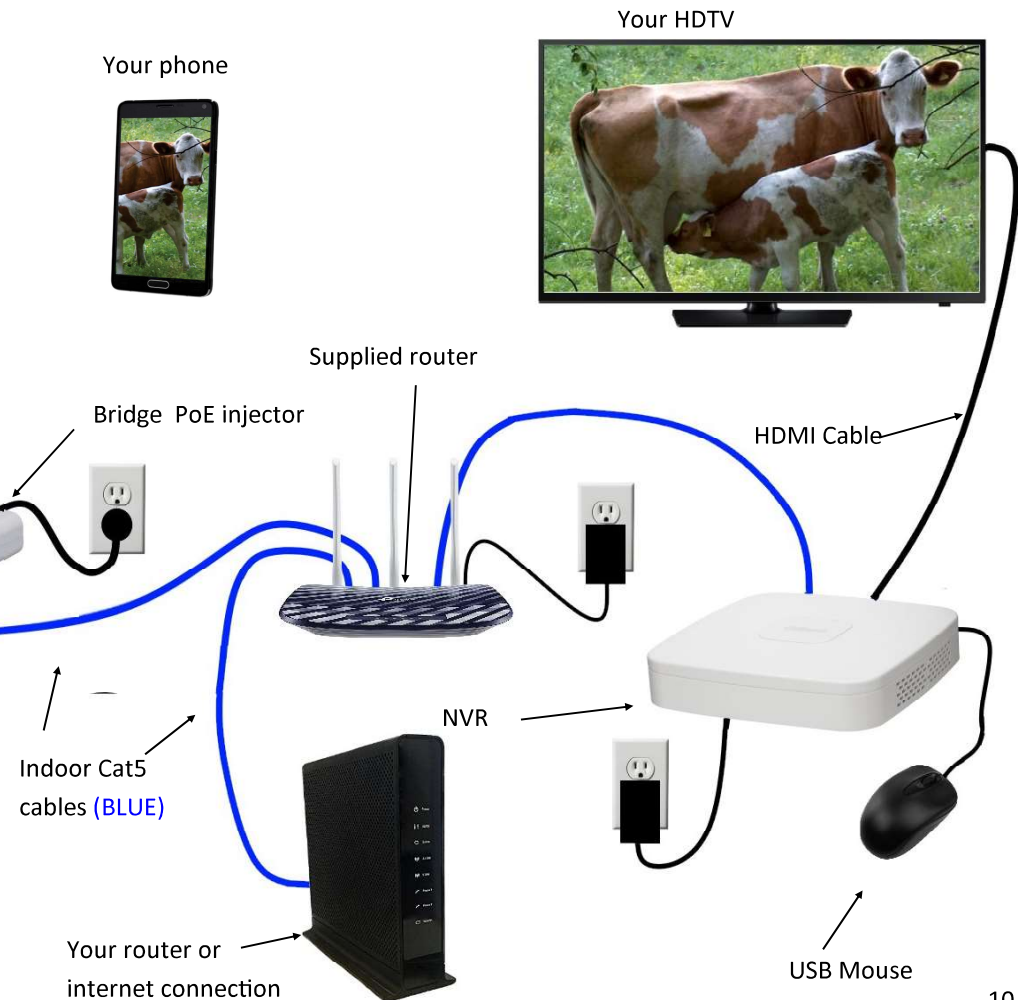 Your HDTV
Your phone
Supplied router
Bridge PoE injector
HDMI Cable
NVR
Indoor Cat5
cables (BLUE)
Your router or
internet connection
USB Mouse
10